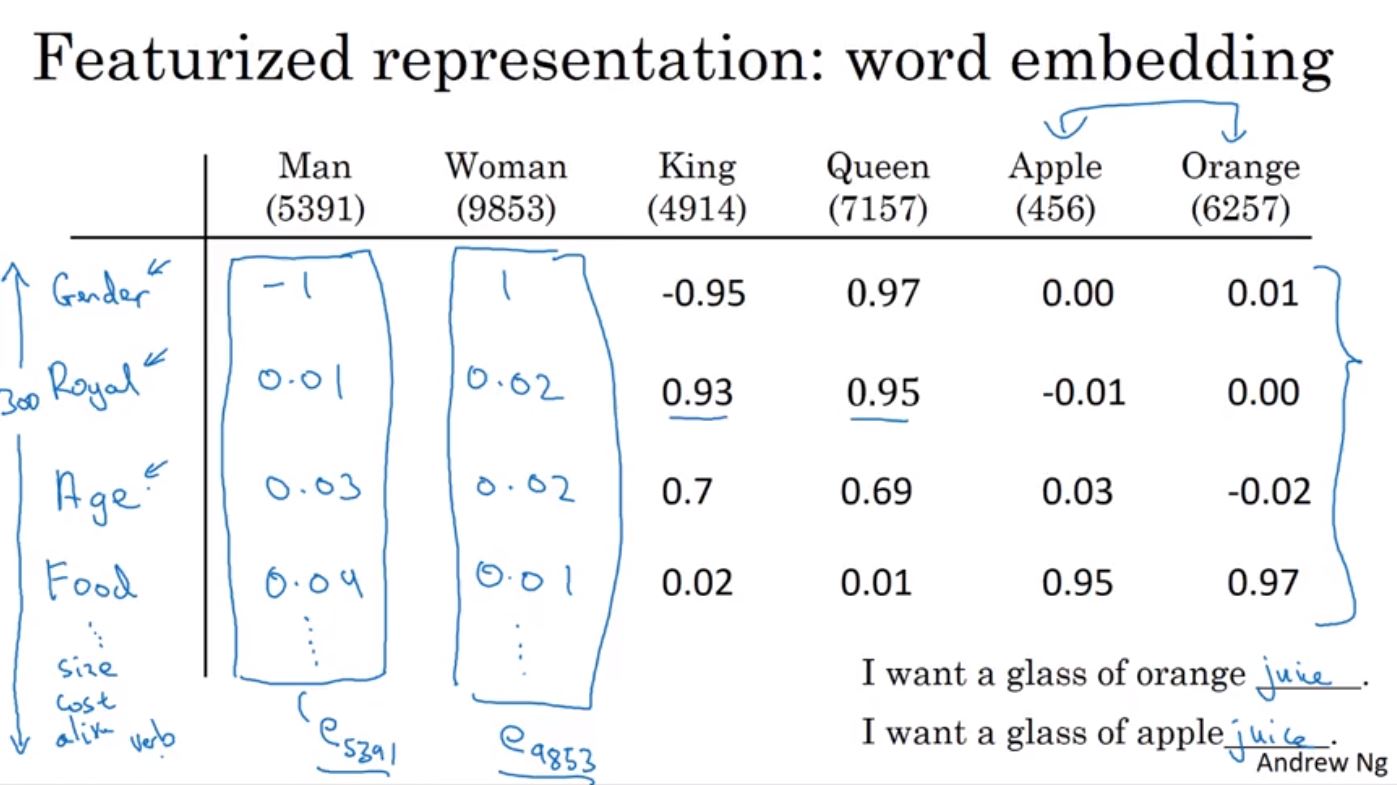 Featurized representation: word embedding
Man Woman King Queen Apple Orange
(5391) (9853) (4914) (7157) (456) (6257)
Gender -1 1 -0.95 0.97 0.00 0.01
300 Royal 0.01 0.02 0.93 0.95 -0.01 0.00
Age 0.03 0.02 0.7 0.69 0.03 -0.02
Food 0.04 0.01 0.02 0.01 0.95 0.97
size
cost
alive verb
e5391 e9853
I want a glass of orange juice.
I want a glass of apple juice.
Andrew Ng